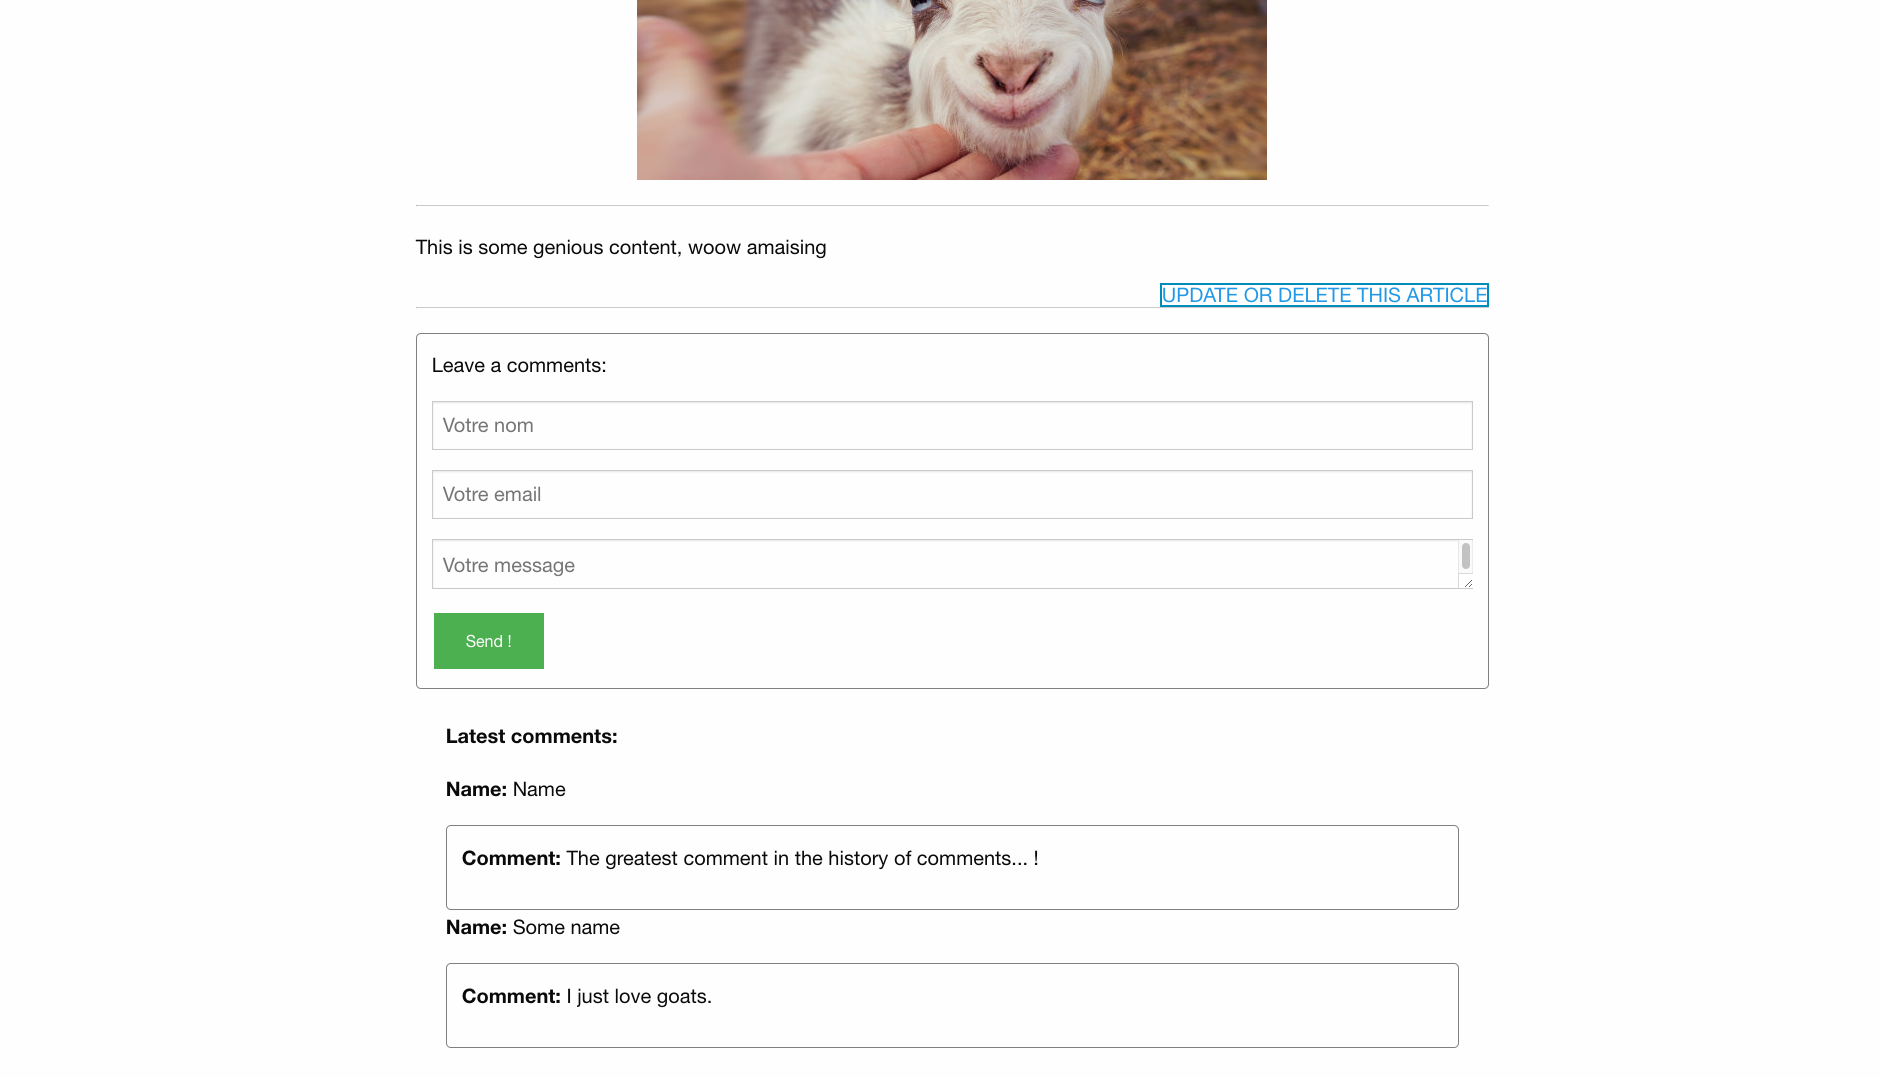 This is some genious content, woow amaising
UPDATE OR DELETE THIS ARTICLE
Leave a comments:
Votre nom
Votre email
Votre message
Send !
Latest comments:
Name: Name
Comment: The greatest comment in the history of comments... !
Name: Some name
Comment: I just love goats.